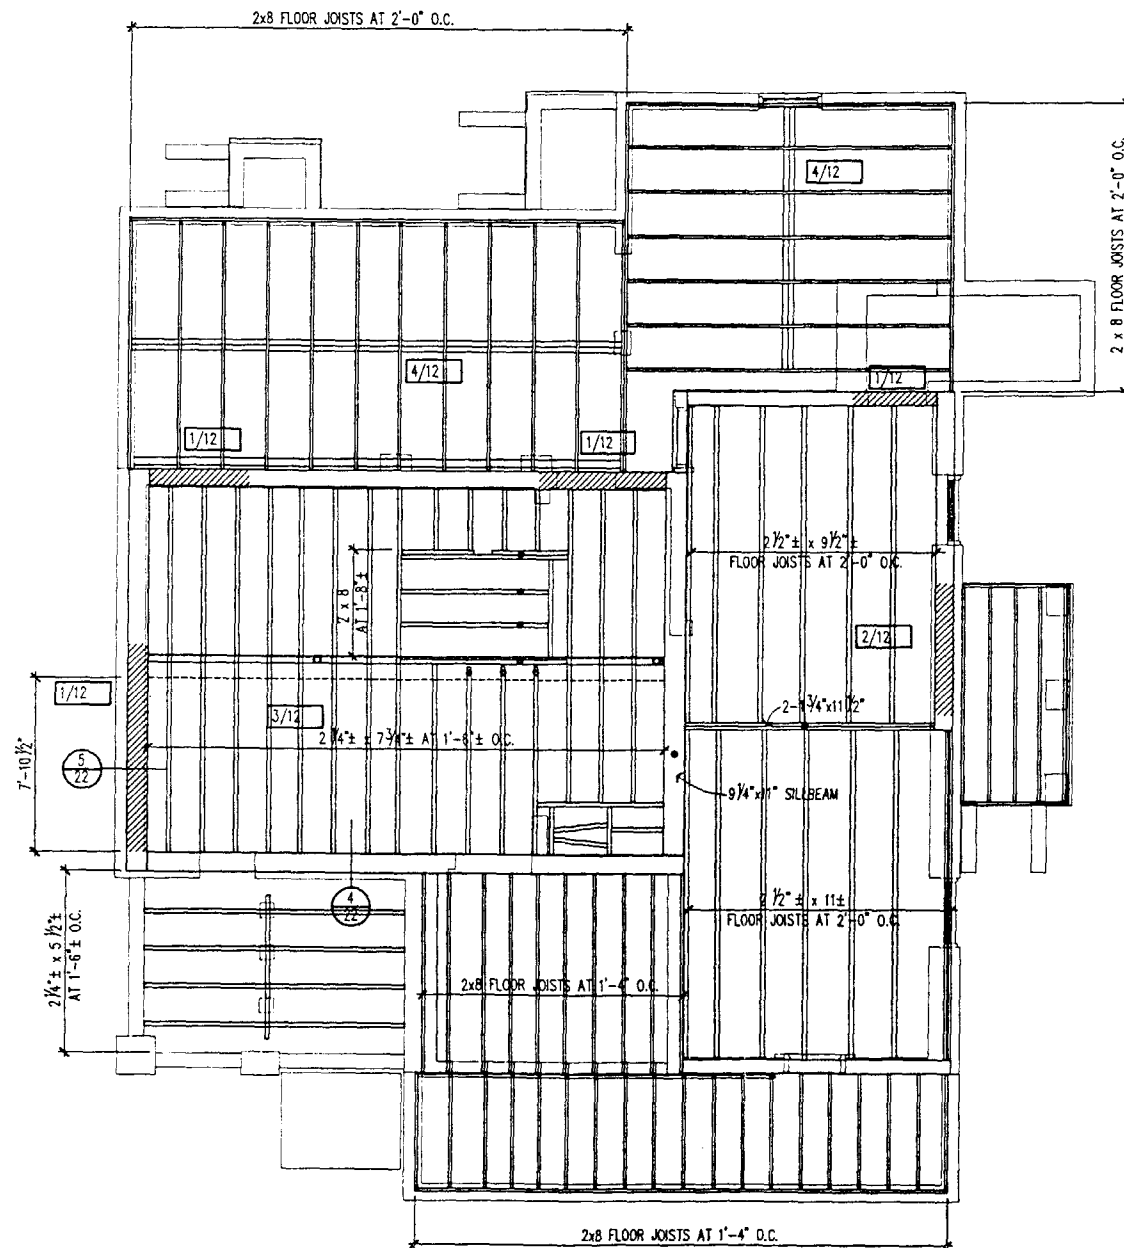 2x8 FLOOR JOISTS AT 2'-0" O.C.
4/12
2 x 8 FLOOR JOISTS AT 2'-0" O.C.
4/12
1/12
1/12
1/12
2 1/2"± x 9 1/2"±
FLOOR JOISTS AT 2'-0" O.C.
2 x 8
AT 1'-8"±
2/12
1/12
3/12
2-1 3/4"x11 1/2"
7'-10 1/2"
5
22
9 1/4"x11" SILLBEAM
4
22
2 1/4"± x 5 1/2"±
AT 1'-6"± O.C.
FLOOR JOISTS AT 2'-0" O.C.
2x8 FLOOR JOISTS AT 1'-4" O.C.
2x8 FLOOR JOISTS AT 1'-4" O.C.